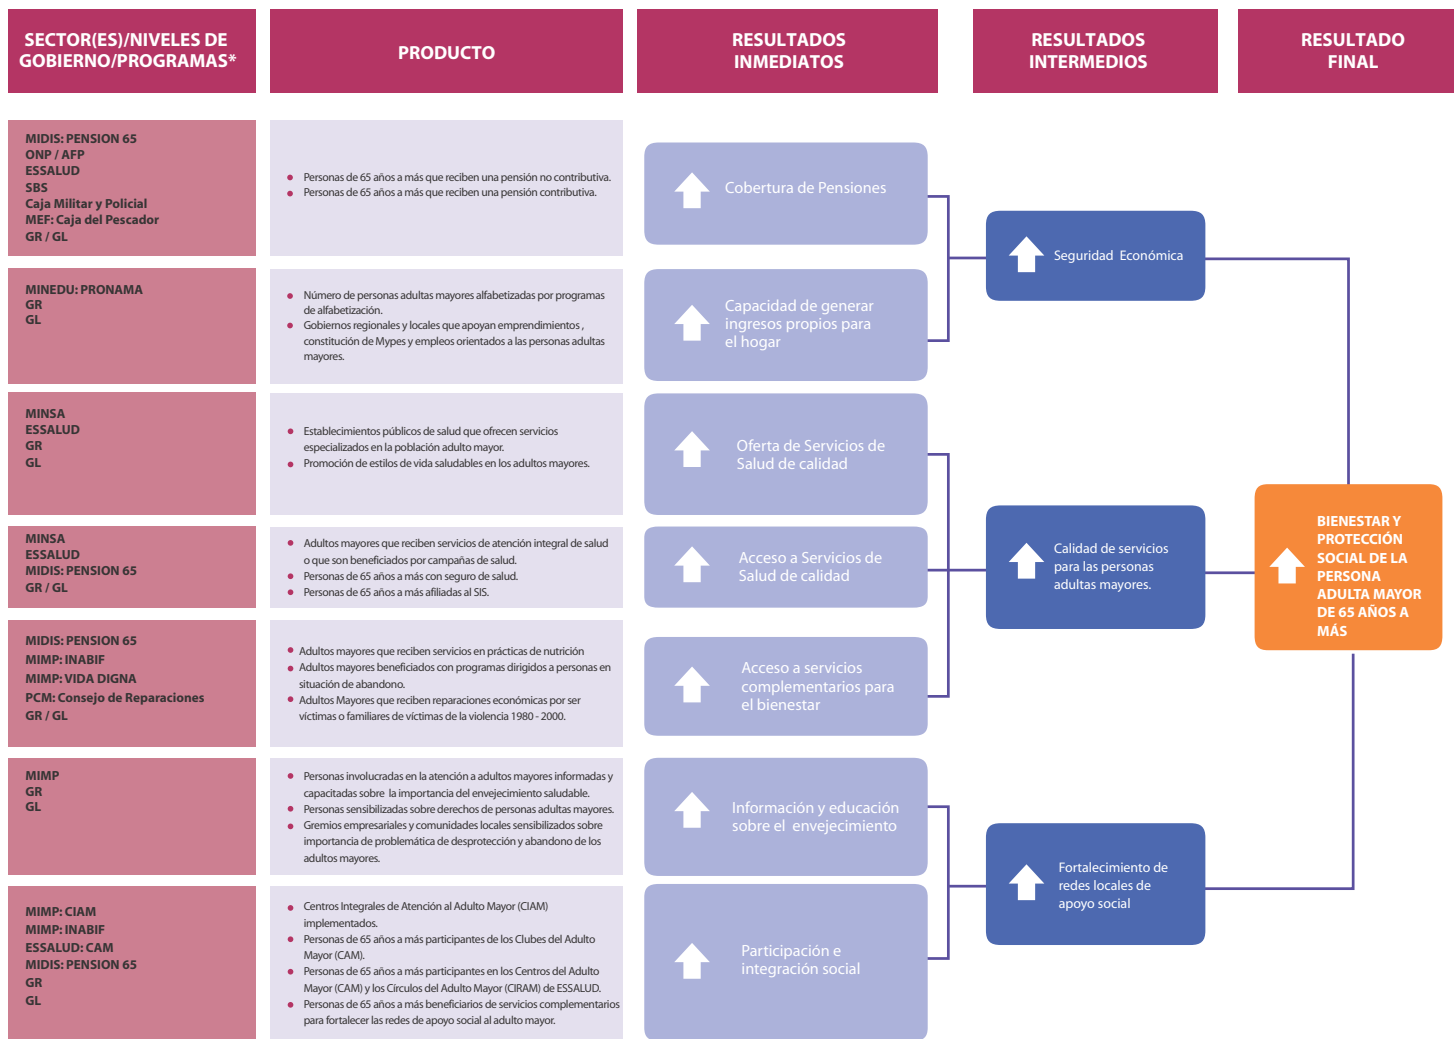 SECTOR(ES)/NIVELES DE
GOBIERNO/PROGRAMAS*
PRODUCTO
RESULTADOS
INMEDIATOS
RESULTADOS
INTERMEDIOS
RESULTADO
FINAL
MIDIS: PENSION 65
ONP / AFP
ESSALUD
SBS
Caja Militar y Policial
MEF: Caja del Pescador
GR / GL
Personas de 65 años a más que reciben una pensión no contributiva.
Personas de 65 años a más que reciben una pensión contributiva.
Cobertura de Pensiones
Seguridad Económica
MINEDU: PRONAMA
GR
GL
Número de personas adultas mayores alfabetizadas por programas
de alfabetización.
Gobiernos regionales y locales que apoyan emprendimientos ,
constitución de Mypes y empleos orientados a las personas adultas
mayores.
Capacidad de generar
ingresos propios para
el hogar
MINSA
ESSALUD
GR
GL
Establecimientos públicos de salud que ofrecen servicios
especializados en la población adulto mayor.
Promoción de estilos de vida saludables en los adultos mayores.
Oferta de Servicios de
Salud de calidad
MINSA
ESSALUD
MIDIS: PENSION 65
GR / GL
Adultos mayores que reciben servicios de atención integral de salud
o que son beneficiados por campañas de salud.
Personas de 65 años a más con seguro de salud.
Personas de 65 años a más afiliadas al SIS.
Acceso a Servicios de
Salud de calidad
Calidad de servicios
para las personas
adultas mayores.
BIENESTAR Y
PROTECCIÓN
SOCIAL DE LA
PERSONA
ADULTA MAYOR
DE 65 AÑOS A
MÁS
MIDIS: PENSION 65
MIMP: INABIF
MIMP: VIDA DIGNA
PCM: Consejo de Reparaciones
GR / GL
Adultos mayores que reciben servicios en prácticas de nutrición
Adultos mayores beneficiados con programas dirigidos a personas en
situación de abandono.
Adultos Mayores que reciben reparaciones económicas por ser
víctimas o familiares de víctimas de la violencia 1980 - 2000.
Acceso a servicios
complementarios para
el bienestar
MIMP
GR
GL
Personas involucradas en la atención a adultos mayores informadas y
capacitadas sobre la importancia del envejecimiento saludable.
Personas sensibilizadas sobre derechos de personas adultas mayores.
Gremios empresariales y comunidades locales sensibilizados sobre
importancia de problemática de desprotección y abandono de los
adultos mayores.
Información y educación
sobre el envejecimiento
Fortalecimiento de
redes locales de
apoyo social
MIMP: CIAM
MIMP: INABIF
ESSALUD: CAM
MIDIS: PENSION 65
GR
GL
Centros Integrales de Atención al Adulto Mayor (CIAM)
implementados.
Personas de 65 años a más participantes de los Clubes del Adulto
Mayor (CAM).
Personas de 65 años a más participantes en los Centros del Adulto
Mayor (CAM) y los Círculos del Adulto Mayor (CIRAM) de ESSALUD.
Personas de 65 años a más beneficiarios de servicios complementarios
para fortalecer las redes de apoyo social al adulto mayor.
Participación e
integración social